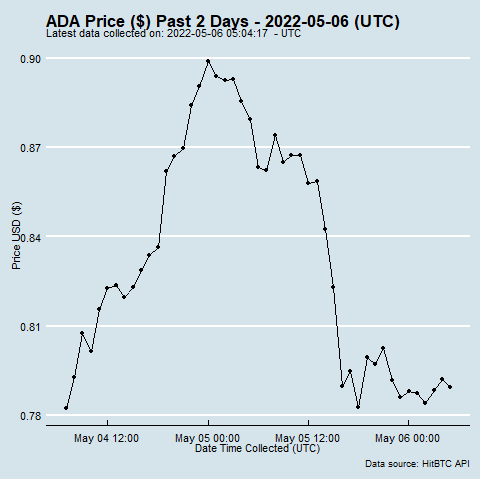 ADA Price ($) Past 2 Days - 2022-05-06 (UTC)
Latest data collected on: 2022-05-06 05:04:17 - UTC
0.90
0.87
0.84
0.81
0.78
Price USD ($)
May 04 12:00 May 05 00:00 May 05 12:00 May 06 00:00
Date Time Collected (UTC)
Data source: HitBTC API